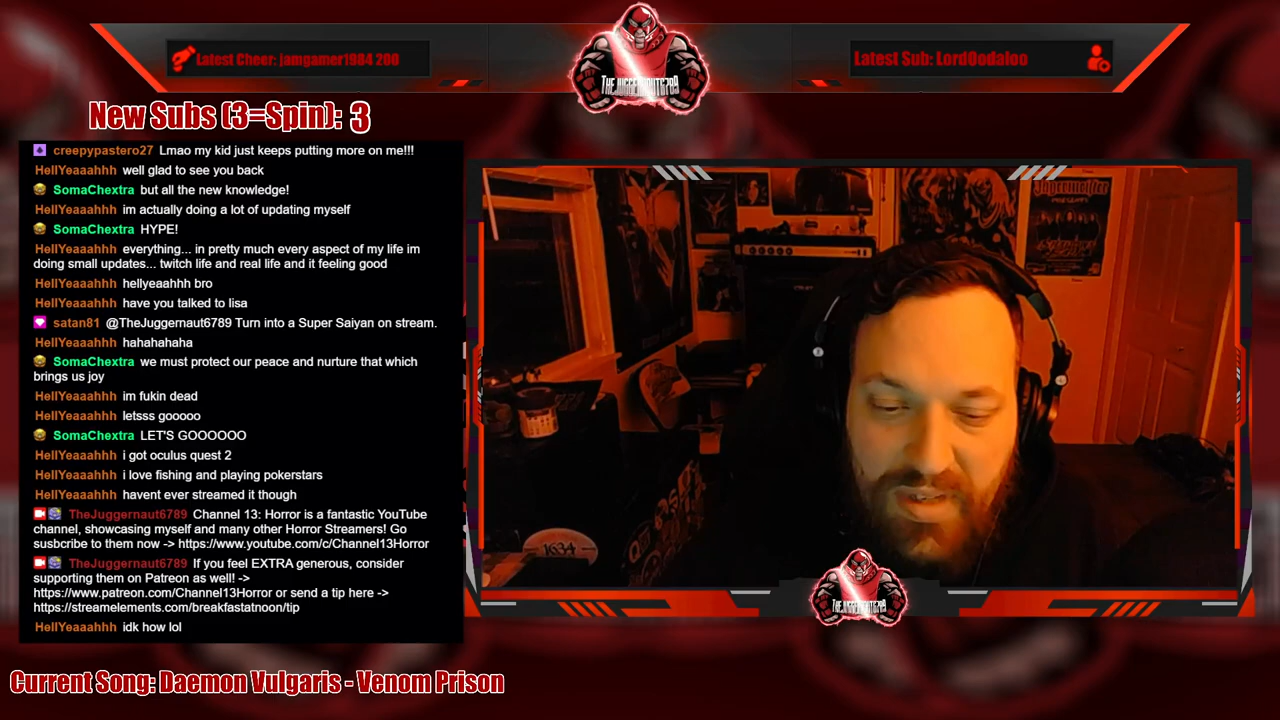 Latest Cheer: jamgamer1984 200
THEJUGGERNAUT6789
Latest Sub: LordOodaloo
New Subs (3=Spin): 3
creepypastero27 Lmao my kid just keeps putting more on me!!!
HellYeaaahhh well glad to see you back
SomaChextra but all the new knowledge!
HellYeaaahhh im actually doing a lot of updating myself
SomaChextra HYPE!
HellYeaaahhh everything... in pretty much every aspect of my life im
doing small updates... twitch life and real life and it feeling good
HellYeaaahhh hellyeaahhh bro
HellYeaaahhh have you talked to lisa
satan81 @TheJuggernaut6789 Turn into a Super Saiyan on stream.
HellYeaaahhh hahahahaha
SomaChextra we must protect our peace and nurture that which
brings us joy
HellYeaaahhh im fukin dead
HellYeaaahhh letsss gooooo
SomaChextra LET'S GOOOOOO
HellYeaaahhh i got oculus quest 2
HellYeaaahhh i love fishing and playing pokerstars
HellYeaaahhh havent ever streamed it though
TheJuggernaut6789 Channel 13: Horror is a fantastic YouTube
channel, showcasing myself and many other Horror Streamers! Go
susbcribe to them now -> https://www.youtube.com/c/Channel13Horror
TheJuggernaut6789 If you feel EXTRA generous, consider
supporting them on Patreon as well! ->
https://www.patreon.com/Channel13Horror or send a tip here ->
https://streamelements.com/breakfastatnoon/tip
HellYeaaahhh idk how lol
Jägermeister
1634
THEJUGGERNAUT6789
Current Song: Daemon Vulgaris - Venom Prison